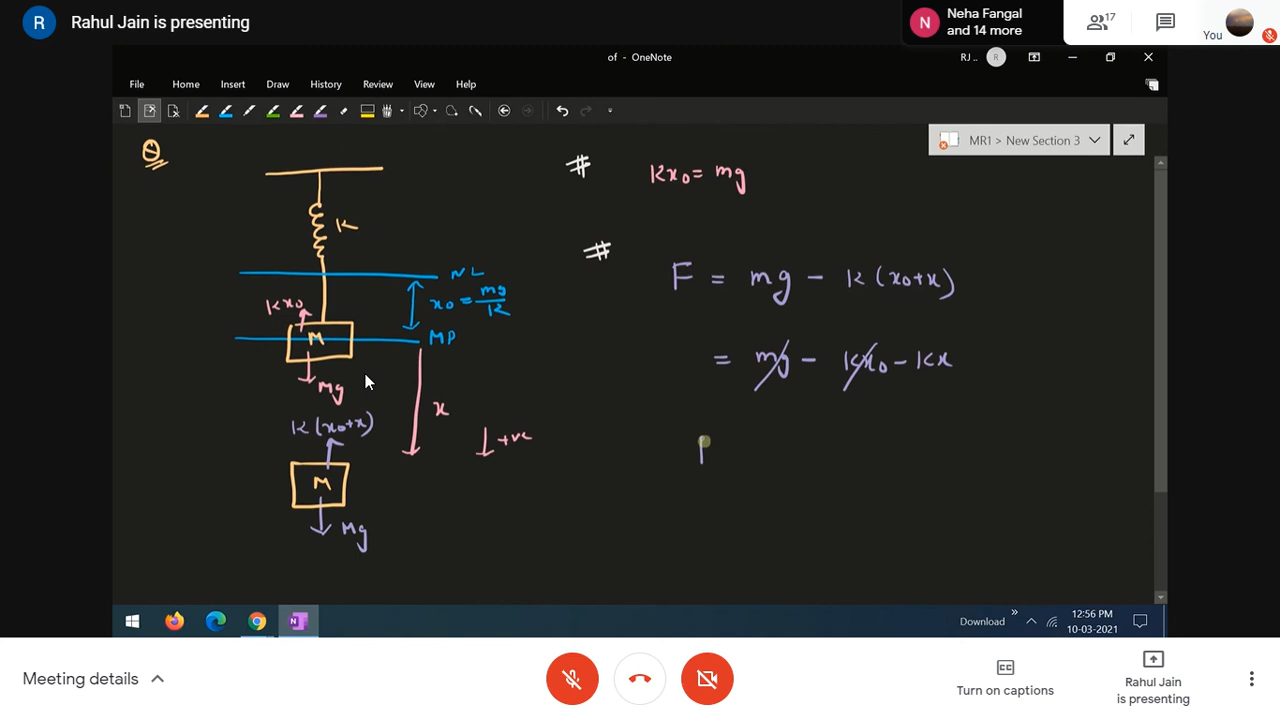 R Rahul Jain is presenting
N Neha Fangal
and 14 more
17
You
of - OneNote
RJ ..
R
File Home Insert Draw History Review View Help
MR1 > New Section 3
Q
# Kx₀ = mg
K
# F = mg - K(x₀+x)
NL
Kx₀
x₀ = mg/K
M
MP
= mg - Kx₀ - Kx
Mg
x
K(x₀+x)
↓ +ve
M
Mg
Download
12:56 PM
10-03-2021
Meeting details
Turn on captions
Rahul Jain
is presenting